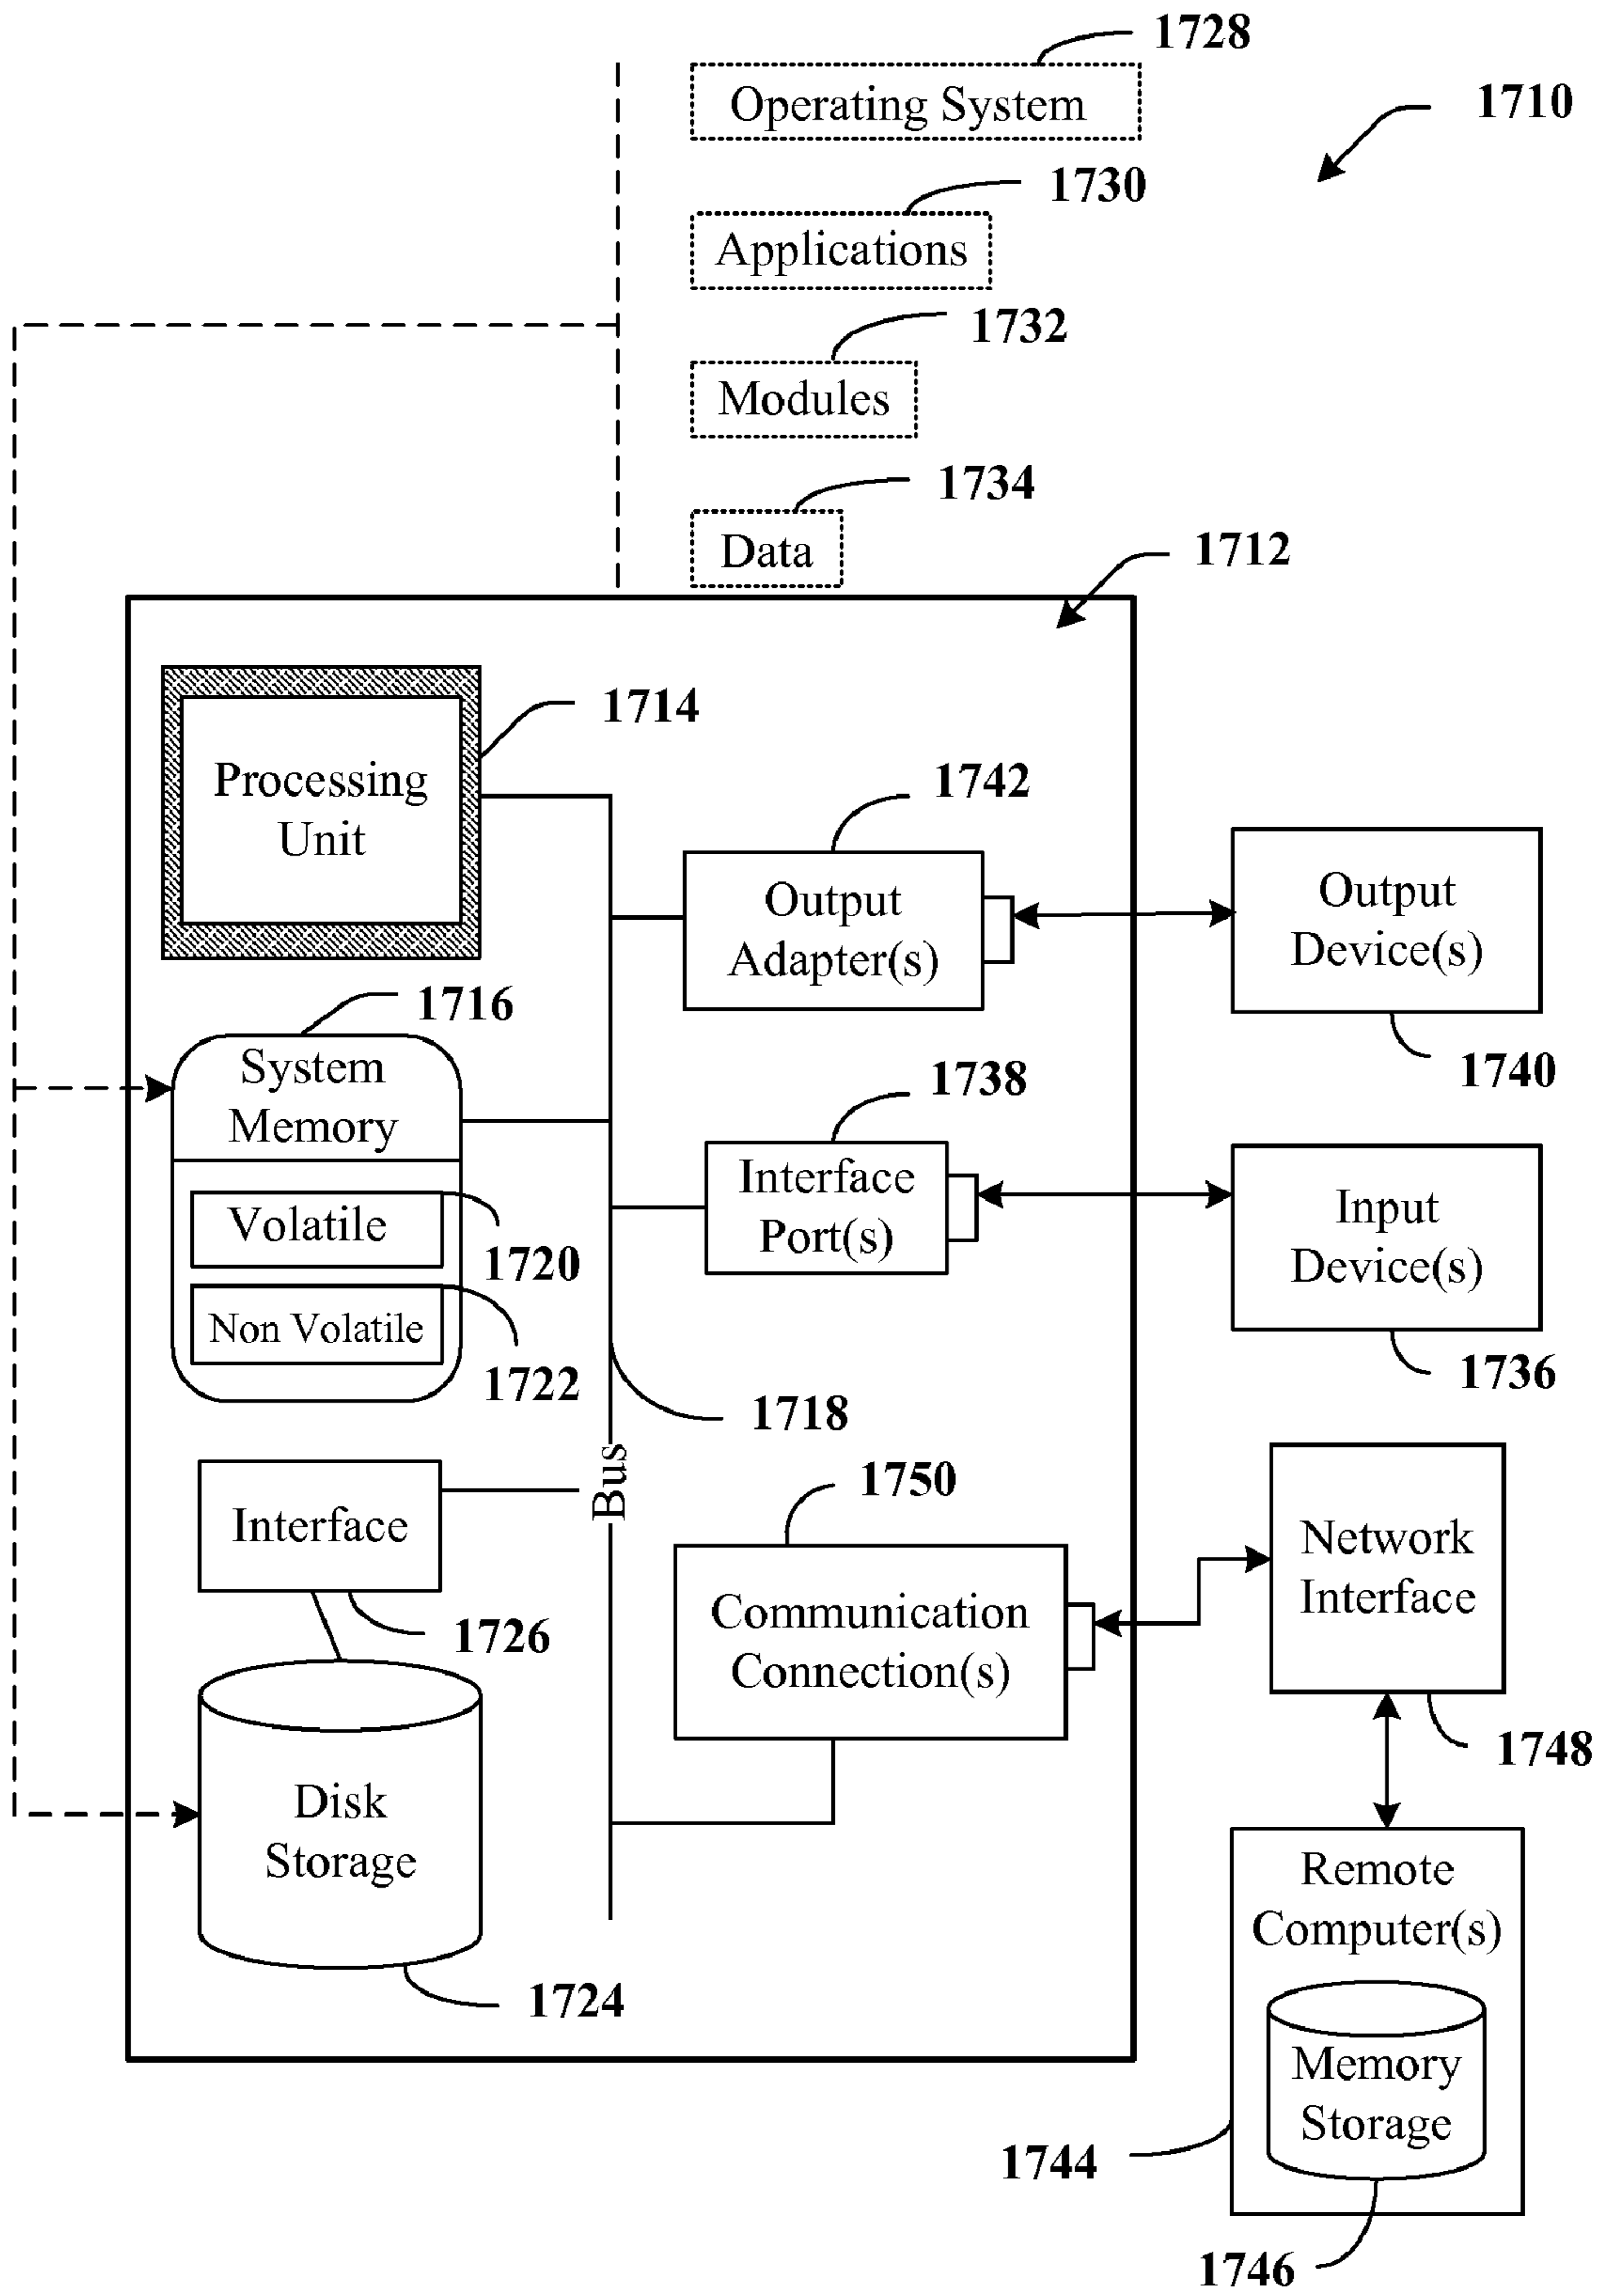 1728
Operating System
1710
1730
Applications
1732
Modules
1734
Data
1712
1714
Processing
Unit
1742
Output
Adapter(s)
Output
Device(s)
1740
1716
System
Memory
1738
Interface
Port(s)
Input
Device(s)
1736
Volatile
1720
Non Volatile
1722
1718
Bus
1750
Interface
1726
Communication
Connection(s)
Network
Interface
1748
Disk
Storage
1724
Remote
Computer(s)
Memory
Storage
1744
1746